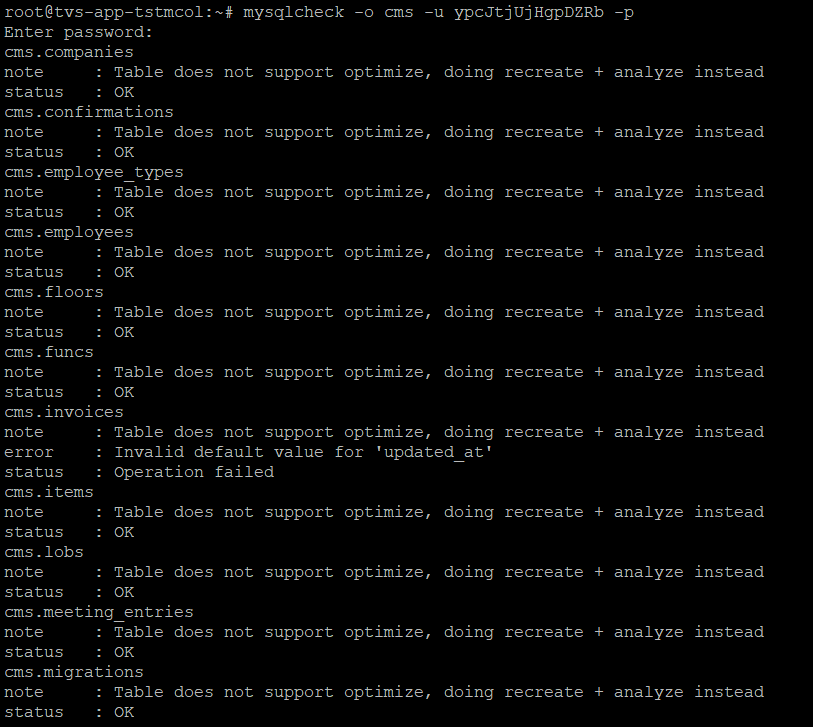 root@tvs-app-tstmcol:~# mysqlcheck -o cms -u ypcJtjUjHgpDZRb -p
Enter password:
cms.companies
note     : Table does not support optimize, doing recreate + analyze instead
status   : OK
cms.confirmations
note     : Table does not support optimize, doing recreate + analyze instead
status   : OK
cms.employee_types
note     : Table does not support optimize, doing recreate + analyze instead
status   : OK
cms.employees
note     : Table does not support optimize, doing recreate + analyze instead
status   : OK
cms.floors
note     : Table does not support optimize, doing recreate + analyze instead
status   : OK
cms.funcs
note     : Table does not support optimize, doing recreate + analyze instead
status   : OK
cms.invoices
note     : Table does not support optimize, doing recreate + analyze instead
error    : Invalid default value for 'updated_at'
status   : Operation failed
cms.items
note     : Table does not support optimize, doing recreate + analyze instead
status   : OK
cms.lobs
note     : Table does not support optimize, doing recreate + analyze instead
status   : OK
cms.meeting_entries
note     : Table does not support optimize, doing recreate + analyze instead
status   : OK
cms.migrations
note     : Table does not support optimize, doing recreate + analyze instead
status   : OK